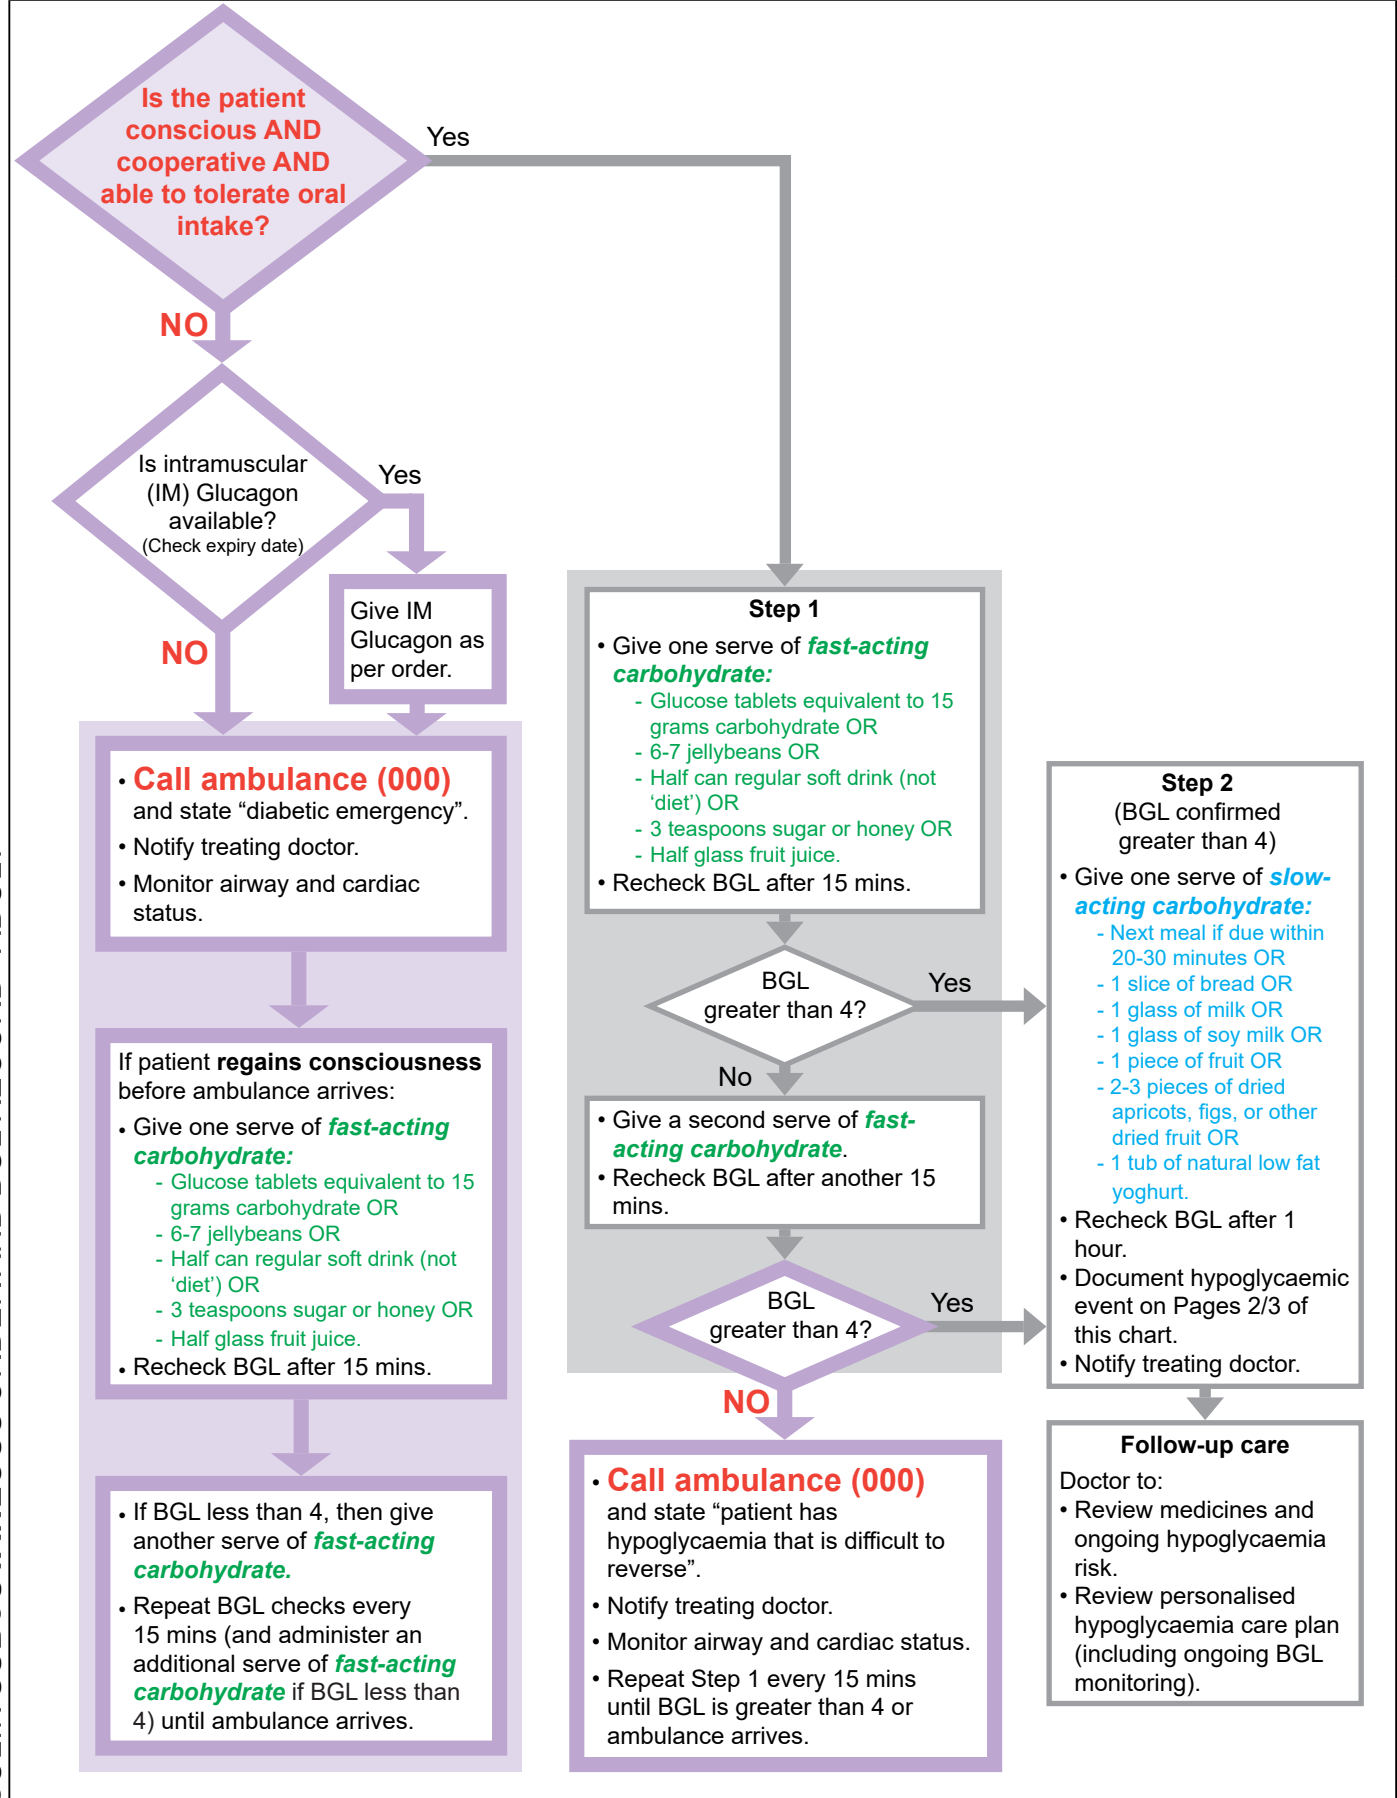 Is the patient
conscious AND
cooperative AND
able to tolerate oral
intake?
Yes
NO
Is intramuscular
(IM) Glucagon
available?
(Check expiry date)
Yes
NO
Give IM
Glucagon as
per order.
• Call ambulance (000)
and state “diabetic emergency”.
• Notify treating doctor.
• Monitor airway and cardiac
status.
If patient regains consciousness
before ambulance arrives:
• Give one serve of fast-acting
carbohydrate:
- Glucose tablets equivalent to 15
grams carbohydrate OR
- 6-7 jellybeans OR
- Half can regular soft drink (not
‘diet’) OR
- 3 teaspoons sugar or honey OR
- Half glass fruit juice.
• Recheck BGL after 15 mins.
• If BGL less than 4, then give
another serve of fast-acting
carbohydrate.
• Repeat BGL checks every
15 mins (and administer an
additional serve of fast-acting
carbohydrate if BGL less than
4) until ambulance arrives.
Step 1
• Give one serve of fast-acting
carbohydrate:
- Glucose tablets equivalent to 15
grams carbohydrate OR
- 6-7 jellybeans OR
- Half can regular soft drink (not
‘diet’) OR
- 3 teaspoons sugar or honey OR
- Half glass fruit juice.
• Recheck BGL after 15 mins.
BGL
greater than 4?
Yes
No
• Give a second serve of fast-
acting carbohydrate.
• Recheck BGL after another 15
mins.
BGL
greater than 4?
Yes
NO
• Call ambulance (000)
and state “patient has
hypoglycaemia that is difficult to
reverse”.
• Notify treating doctor.
• Monitor airway and cardiac status.
• Repeat Step 1 every 15 mins
until BGL is greater than 4 or
ambulance arrives.
Step 2
(BGL confirmed
greater than 4)
• Give one serve of slow-
acting carbohydrate:
- Next meal if due within
20-30 minutes OR
- 1 slice of bread OR
- 1 glass of milk OR
- 1 glass of soy milk OR
- 1 piece of fruit OR
- 2-3 pieces of dried
apricots, figs, or other
dried fruit OR
- 1 tub of natural low fat
yoghurt.
• Recheck BGL after 1
hour.
• Document hypoglycaemic
event on Pages 2/3 of
this chart.
• Notify treating doctor.
Follow-up care
Doctor to:
• Review medicines and
ongoing hypoglycaemia
risk.
• Review personalised
hypoglycaemia care plan
(including ongoing BGL
monitoring).